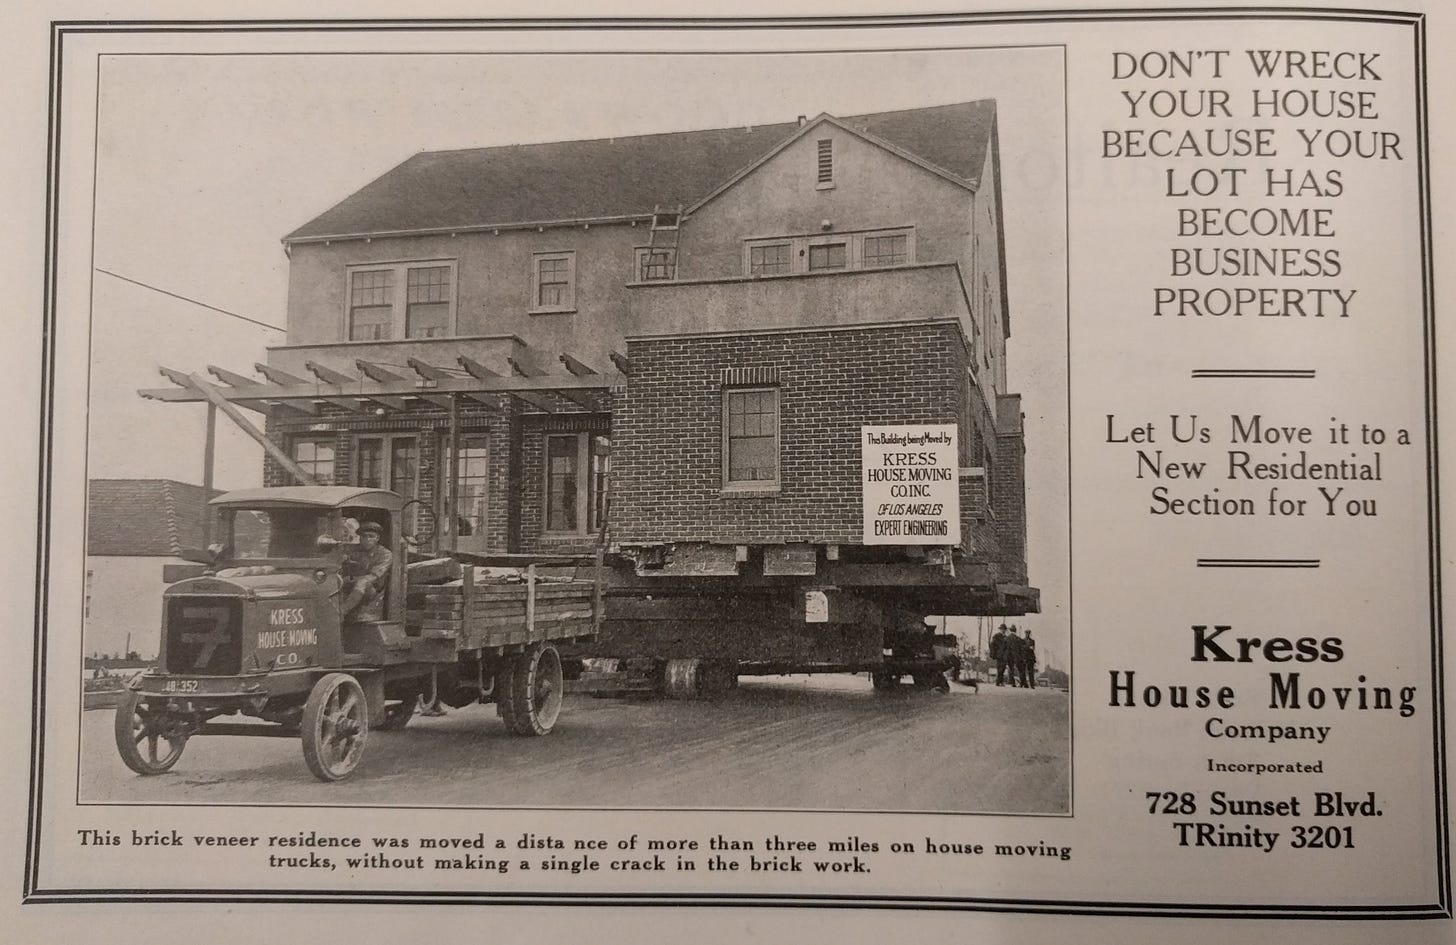 DON'T WRECK
YOUR HOUSE
BECAUSE YOUR
LOT HAS
BECOME
BUSINESS
PROPERTY
Let Us Move it to a
New Residential
Section for You
Kress
House Moving
Company
Incorporated
728 Sunset Blvd.
TRinity 3201
This Building being Moved by
KRESS
HOUSE MOVING
CO. INC.
OF LOS ANGELES
EXPERT ENGINEERING
7
KRESS
HOUSE-MOVING
CO.
This brick veneer residence was moved a dista nce of more than three miles on house moving
trucks, without making a single crack in the brick work.